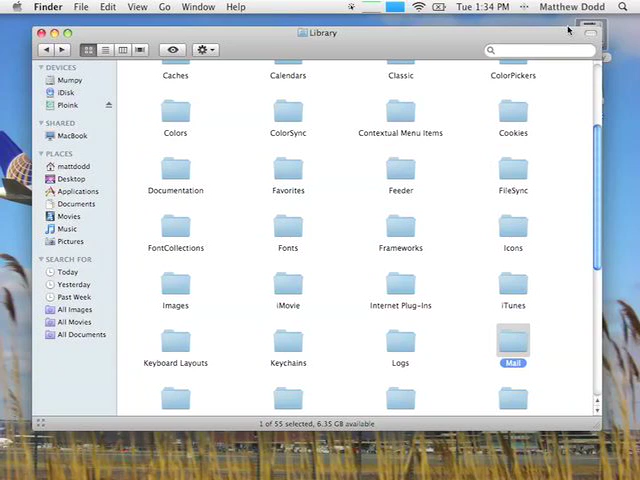 Finder File Edit View Go Window Help Tue 1:34 PM Matthew Dodd
Library
DEVICES
Mumpy
iDisk
Ploink
SHARED
MacBook
PLACES
mattdodd
Desktop
Applications
Documents
Movies
Music
Pictures
SEARCH FOR
Today
Yesterday
Past Week
All Images
All Movies
All Documents
Caches Calendars Classic ColorPickers
Colors ColorSync Contextual Menu Items Cookies
Documentation Favorites Feeder FileSync
FontCollections Fonts Frameworks Icons
Images iMovie Internet Plug-Ins iTunes
Keyboard Layouts Keychains Logs Mail
1 of 55 selected, 6.35 GB available